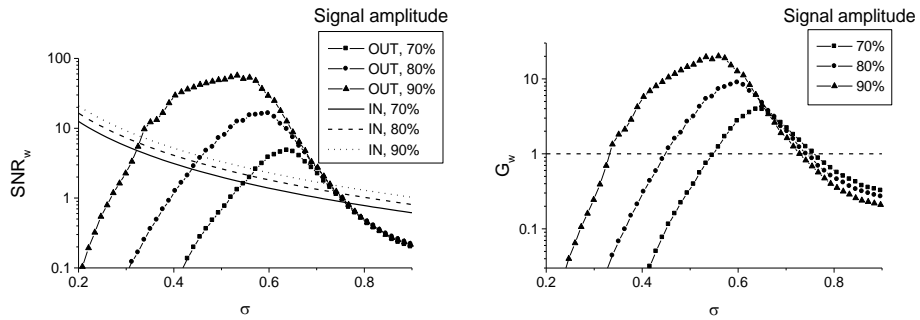 Signal amplitude
OUT, 70%
OUT, 80%
OUT, 90%
IN, 70%
IN, 80%
IN, 90%
100
10
1
0.1
SNR_w
0.2 0.4 0.6 0.8
σ
Signal amplitude
70%
80%
90%
10
1
0.1
G_w
0.2 0.4 0.6 0.8
σ